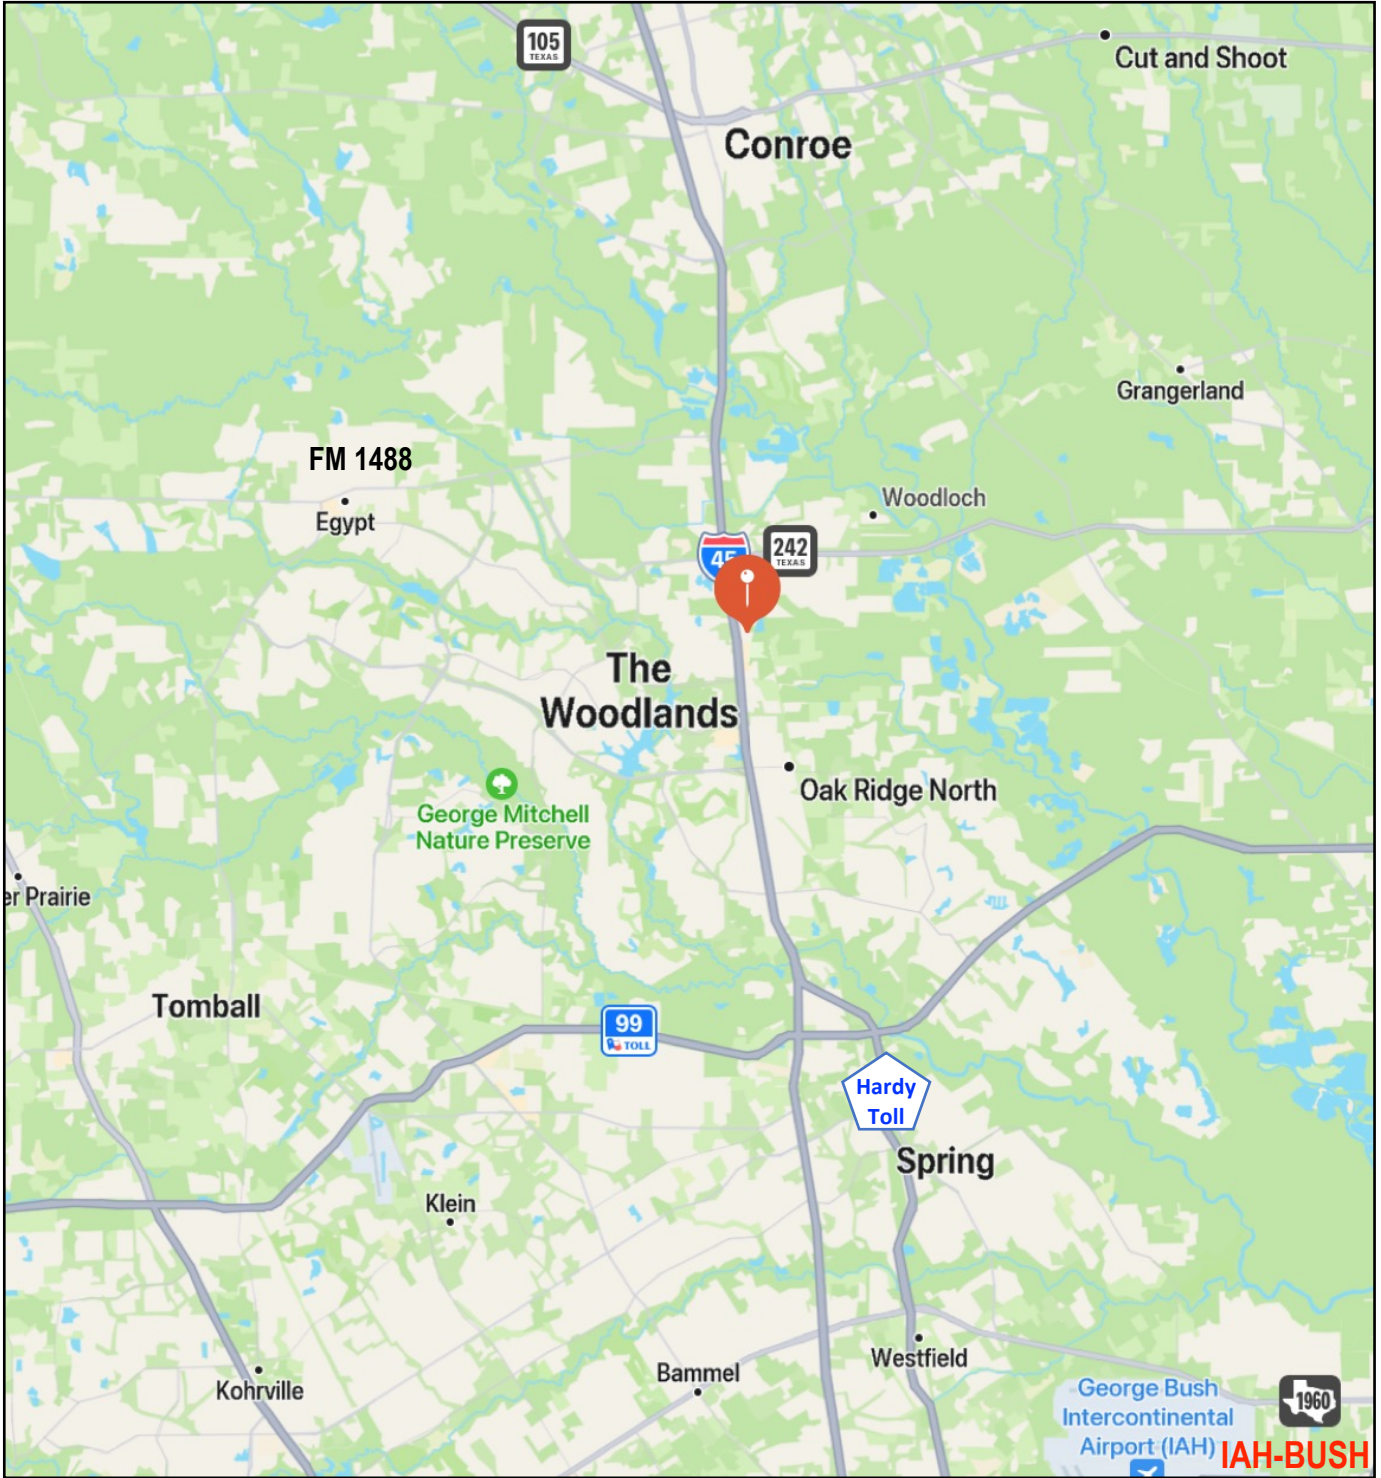 105
TEXAS
Cut and Shoot
Conroe
Grangerland
FM 1488
Egypt
Woodloch
45
242
TEXAS
The
Woodlands
Oak Ridge North
George Mitchell
Nature Preserve
er Prairie
Tomball
99
TOLL
Hardy
Toll
Spring
Klein
Westfield
Bammel
Kohrville
George Bush
Intercontinental
Airport (IAH)
1960
IAH-BUSH